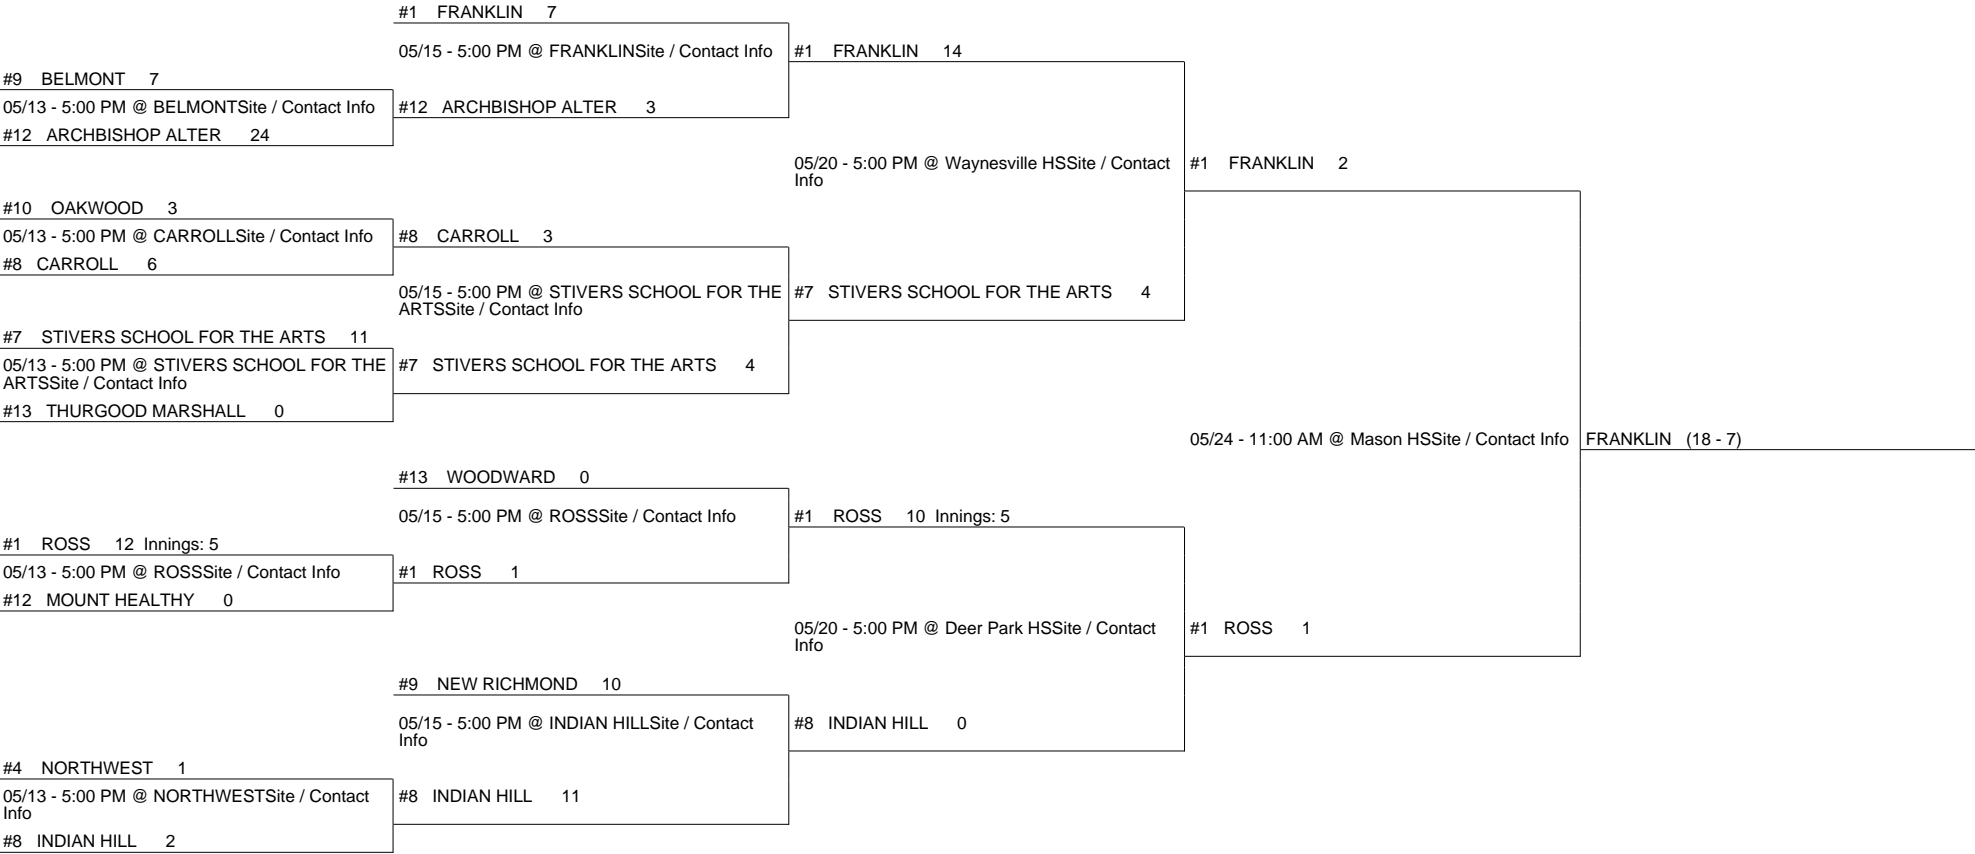 #1 FRANKLIN 7
05/15 - 5:00 PM @ FRANKLINSite / Contact Info
#1 FRANKLIN 14
#9 BELMONT 7
05/13 - 5:00 PM @ BELMONTSite / Contact Info
#12 ARCHBISHOP ALTER 3
#12 ARCHBISHOP ALTER 24
05/20 - 5:00 PM @ Waynesville HSSite / Contact
Info
#1 FRANKLIN 2
#10 OAKWOOD 3
05/13 - 5:00 PM @ CARROLLSite / Contact Info
#8 CARROLL 3
#8 CARROLL 6
05/15 - 5:00 PM @ STIVERS SCHOOL FOR THE
ARTSSite / Contact Info
#7 STIVERS SCHOOL FOR THE ARTS 4
#7 STIVERS SCHOOL FOR THE ARTS 11
05/13 - 5:00 PM @ STIVERS SCHOOL FOR THE
ARTSSite / Contact Info
#7 STIVERS SCHOOL FOR THE ARTS 4
#13 THURGOOD MARSHALL 0
05/24 - 11:00 AM @ Mason HSSite / Contact Info
FRANKLIN (18 - 7)
#13 WOODWARD 0
05/15 - 5:00 PM @ ROSSSite / Contact Info
#1 ROSS 10 Innings: 5
#1 ROSS 12 Innings: 5
05/13 - 5:00 PM @ ROSSSite / Contact Info
#1 ROSS 1
#12 MOUNT HEALTHY 0
05/20 - 5:00 PM @ Deer Park HSSite / Contact
Info
#1 ROSS 1
#9 NEW RICHMOND 10
05/15 - 5:00 PM @ INDIAN HILLSite / Contact
Info
#8 INDIAN HILL 0
#4 NORTHWEST 1
05/13 - 5:00 PM @ NORTHWESTSite / Contact
Info
#8 INDIAN HILL 11
#8 INDIAN HILL 2